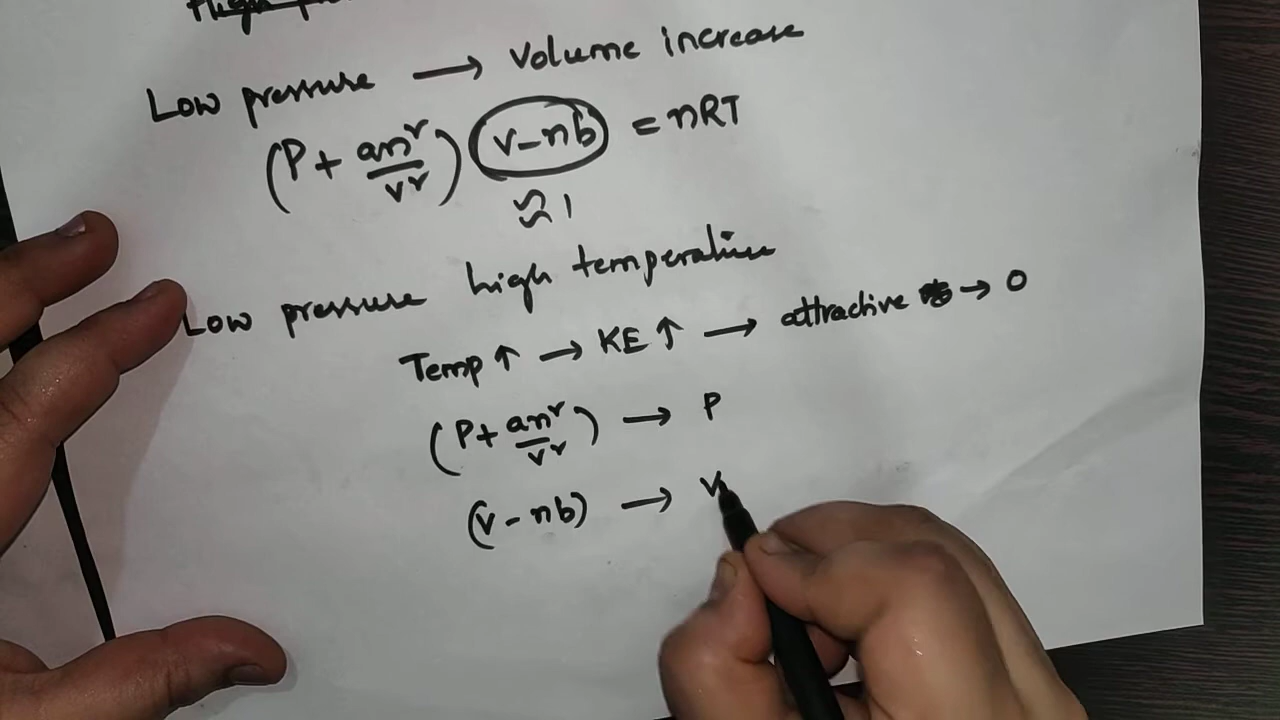 Low pressure → Volume increase
(P + an²/v²) (v-nb) = nRT
≈ 1
Low pressure high temperature
Temp ↑ → KE ↑ → attractive → 0
(P + an²/v²) → P
(v - nb) → v